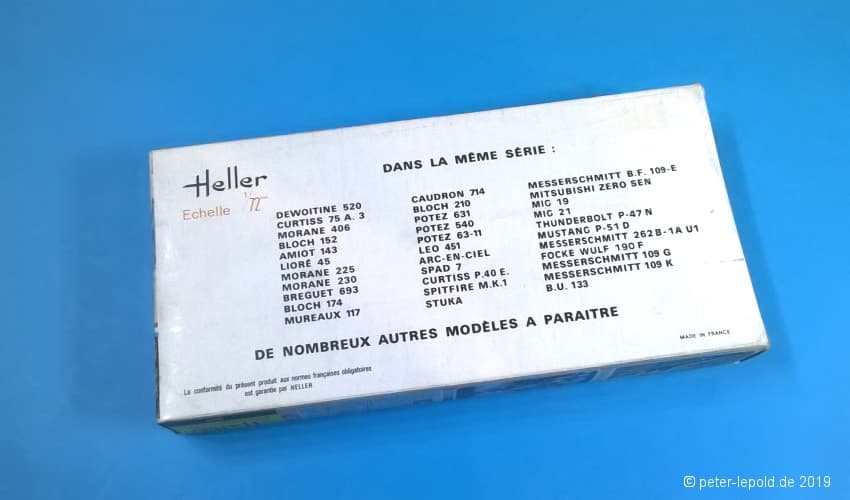 Heller
Echelle 1/72
DANS LA MÊME SÉRIE :
DEWOITINE 520
CURTISS 75 A. 3
MORANE 406
BLOCH 152
AMIOT 143
LIORÉ 45
MORANE 225
MORANE 230
BREGUET 693
BLOCH 174
MUREAUX 117
CAUDRON 714
BLOCH 210
POTEZ 631
POTEZ 540
POTEZ 63-11
LEO 451
ARC-EN-CIEL
SPAD 7
CURTISS P.40 E.
SPITFIRE M.K.1
STUKA
MESSERSCHMITT B.F. 109-E
MITSUBISHI ZERO SEN
MIG 19
MIG 21
THUNDERBOLT P-47 N
MUSTANG P-51 D
MESSERSCHMITT 262 B-1A U1
FOCKE WULF 190 F
MESSERSCHMITT 109 G
MESSERSCHMITT 109 K
B.U. 133
DE NOMBREUX AUTRES MODÈLES A PARAITRE
MADE IN FRANCE
La conformité du présent produit aux normes françaises obligatoires
est garantie par HELLER
© peter-lepold.de 2019